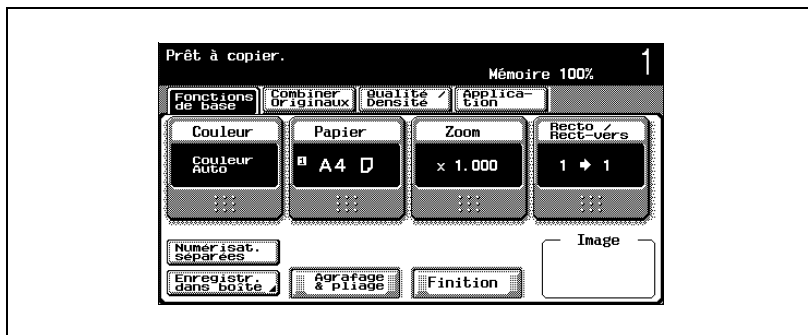 Prêt à copier.
Mémoire 100%
1
Fonctions
de base
Combiner
Originaux
Qualité /
Densité
Applica-
tion
Couleur
Papier
Zoom
Recto /
Rect-vers
Couleur
Auto
1 A4
x 1.000
1 → 1
Numérisat.
séparées
Image
Enregistr.
dans boîte
Agrafage
& pliage
Finition